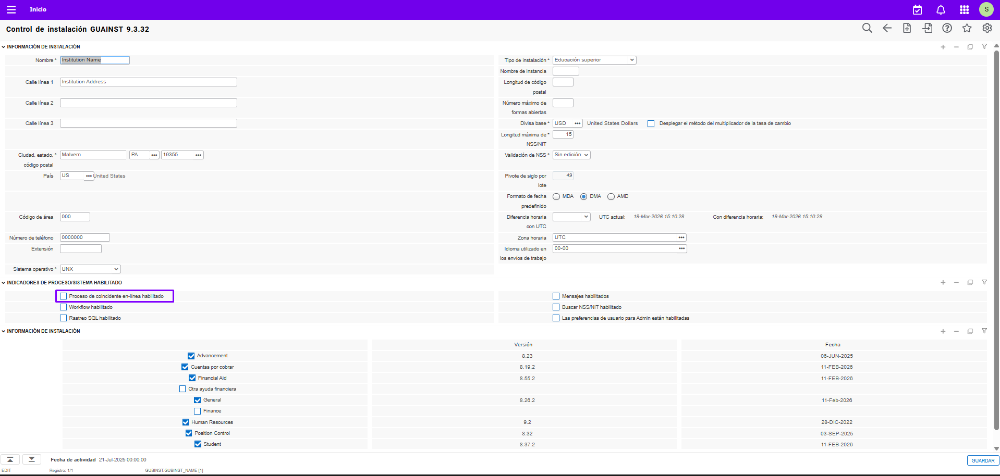 Inicio
S
Control de instalación GUAINST 9.3.32
INFORMACIÓN DE INSTALACIÓN
Nombre * Institution Name
Tipo de instalación * Educación superior
Nombre de instancia
Calle línea 1 Institution Address
Longitud de código
postal
Calle línea 2
Número máximo de
formas abiertas
Calle línea 3
Divisa base * USD ••• United States Dollars Desplegar el método del multiplicador de la tasa de cambio
Longitud máxima de * 15
NSS/NIT
Ciudad, estado, * Malvern PA ••• 19355 •••
código postal
Validación de NSS * Sin edición
País US ••• United States
Pivote de siglo por 49
lote
Formato de fecha MDA DMA AMD
predefinido
Código de área 000
Diferencia horaria UTC actual: 18-Mar-2026 15:10:28 Con diferencia horaria: 18-Mar-2026 15:10:28
con UTC
Número de teléfono 0000000
Zona horaria UTC •••
Extensión
Idioma utilizado en 00-00 •••
los envíos de trabajo
Sistema operativo * UNX
INDICADORES DE PROCESO/SISTEMA HABILITADO
Proceso de coincidente en-línea habilitado
Mensajes habilitados
Workflow habilitado
Buscar NSS/NIT habilitado
Rastreo SQL habilitado
Las preferencias de usuario para Admin están habilitadas
INFORMACIÓN DE INSTALACIÓN
Versión Fecha
Advancement 8.23 06-JUN-2025
Cuentas por cobrar 8.19.2 11-FEB-2026
Financial Aid 8.55.2 11-FEB-2026
Otra ayuda financiera
General 8.26.2 11-Feb-2026
Finance
Human Resources 9.2 28-DIC-2022
Position Control 8.32 03-SEP-2025
Student 8.37.2 11-FEB-2026
Fecha de actividad 21-Jul-2025 00:00:00
GUARDAR
EDIT Registro: 1/1 GUBINST.GUBINST_NAME [1]